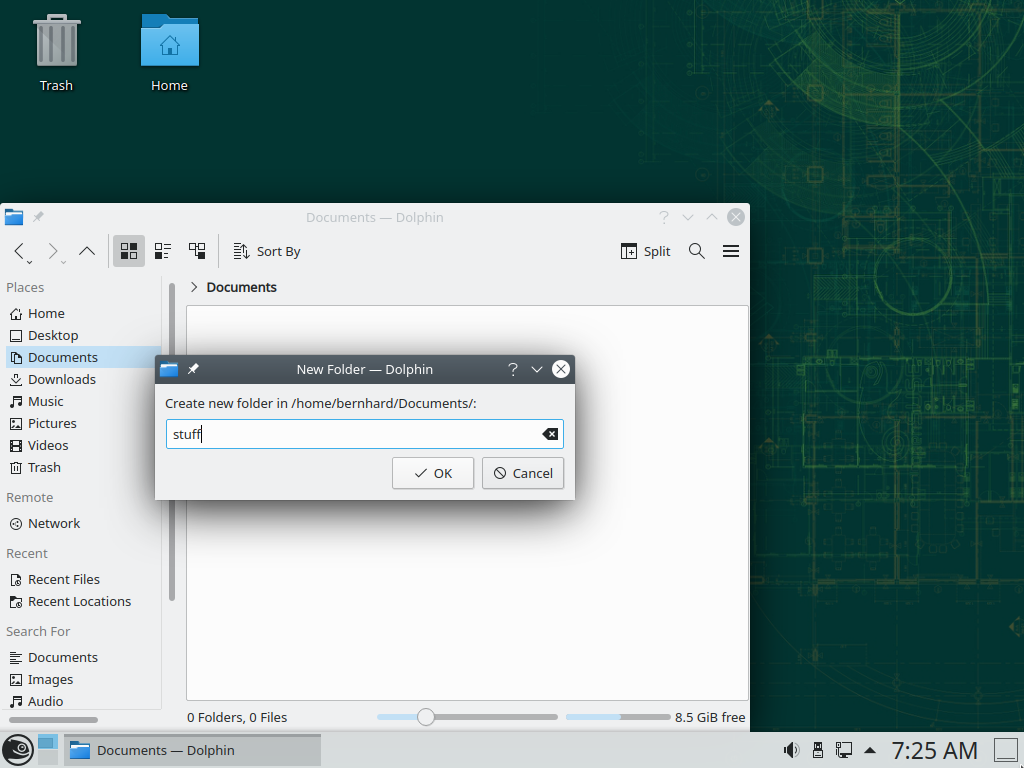 Trash
Home
Documents — Dolphin
Sort By
Split
Places
Documents
Home
Desktop
Documents
Downloads
Music
Pictures
Videos
Trash
Remote
Network
Recent
Recent Files
Recent Locations
Search For
Documents
Images
Audio
New Folder — Dolphin
Create new folder in /home/bernhard/Documents/:
stuff
OK
Cancel
0 Folders, 0 Files
8.5 GiB free
Documents — Dolphin
7:25 AM